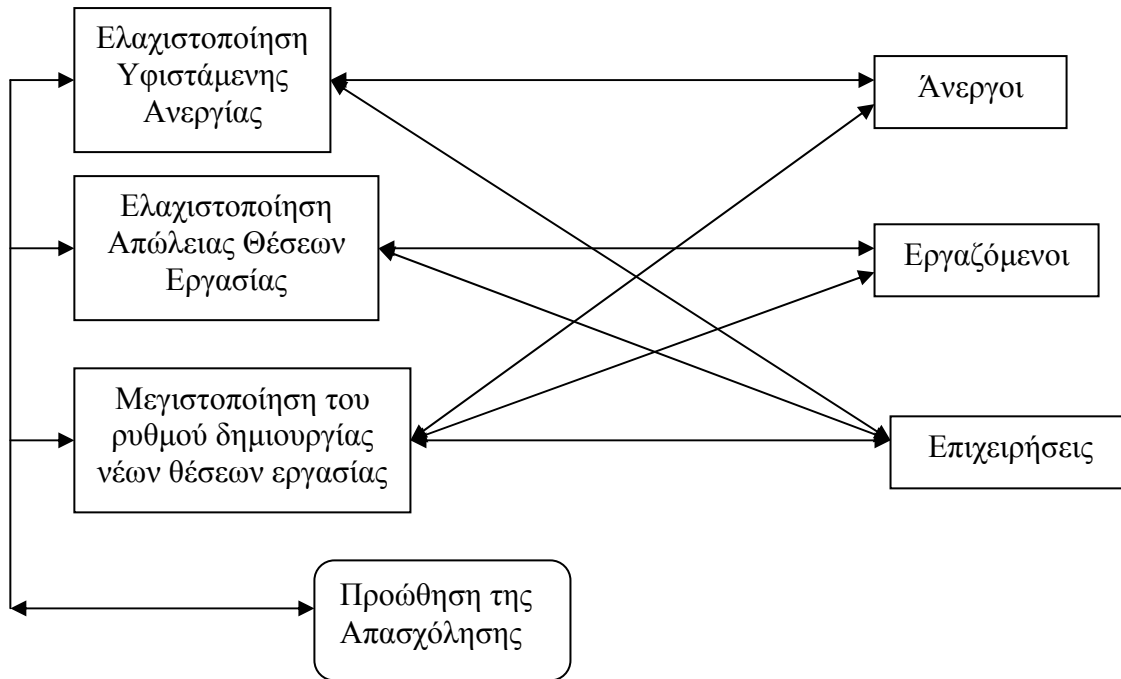 Ελαχιστοποίηση
Υφιστάμενης
Ανεργίας
Άνεργοι
Ελαχιστοποίηση
Απώλειας Θέσεων
Εργασίας
Εργαζόμενοι
Μεγιστοποίηση του
ρυθμού δημιουργίας
νέων θέσεων εργασίας
Επιχειρήσεις
Προώθηση της
Απασχόλησης